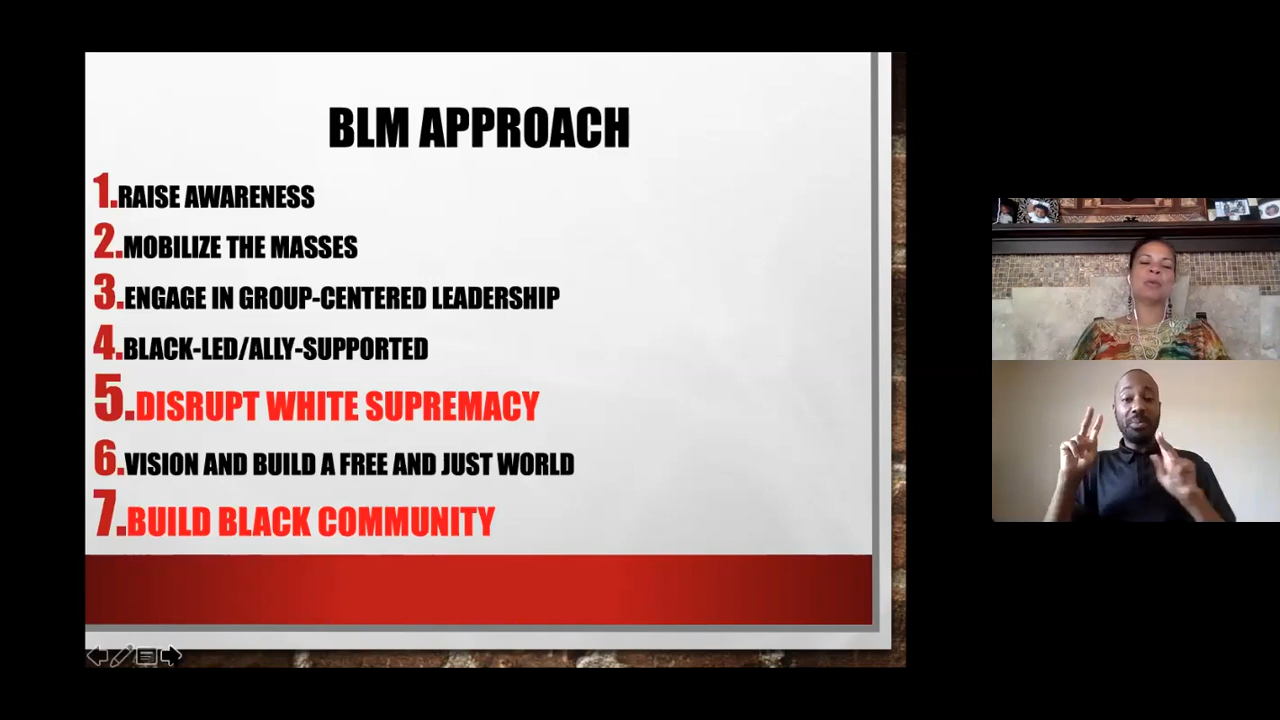 BLM APPROACH
1.RAISE AWARENESS
2.MOBILIZE THE MASSES
3.ENGAGE IN GROUP-CENTERED LEADERSHIP
4.BLACK-LED/ALLY-SUPPORTED
5.DISRUPT WHITE SUPREMACY
6.VISION AND BUILD A FREE AND JUST WORLD
7.BUILD BLACK COMMUNITY